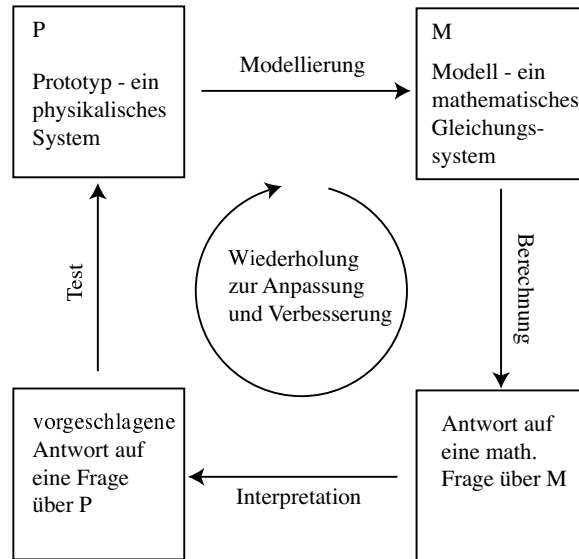 P
Prototyp - ein
physikalisches
System
Modellierung
M
Modell - ein
mathematisches
Gleichungs-
system
Test
Wiederholung
zur Anpassung
und Verbesserung
Berechnung
vorgeschlagene
Antwort auf
eine Frage
über P
Interpretation
Antwort auf
eine math.
Frage über M